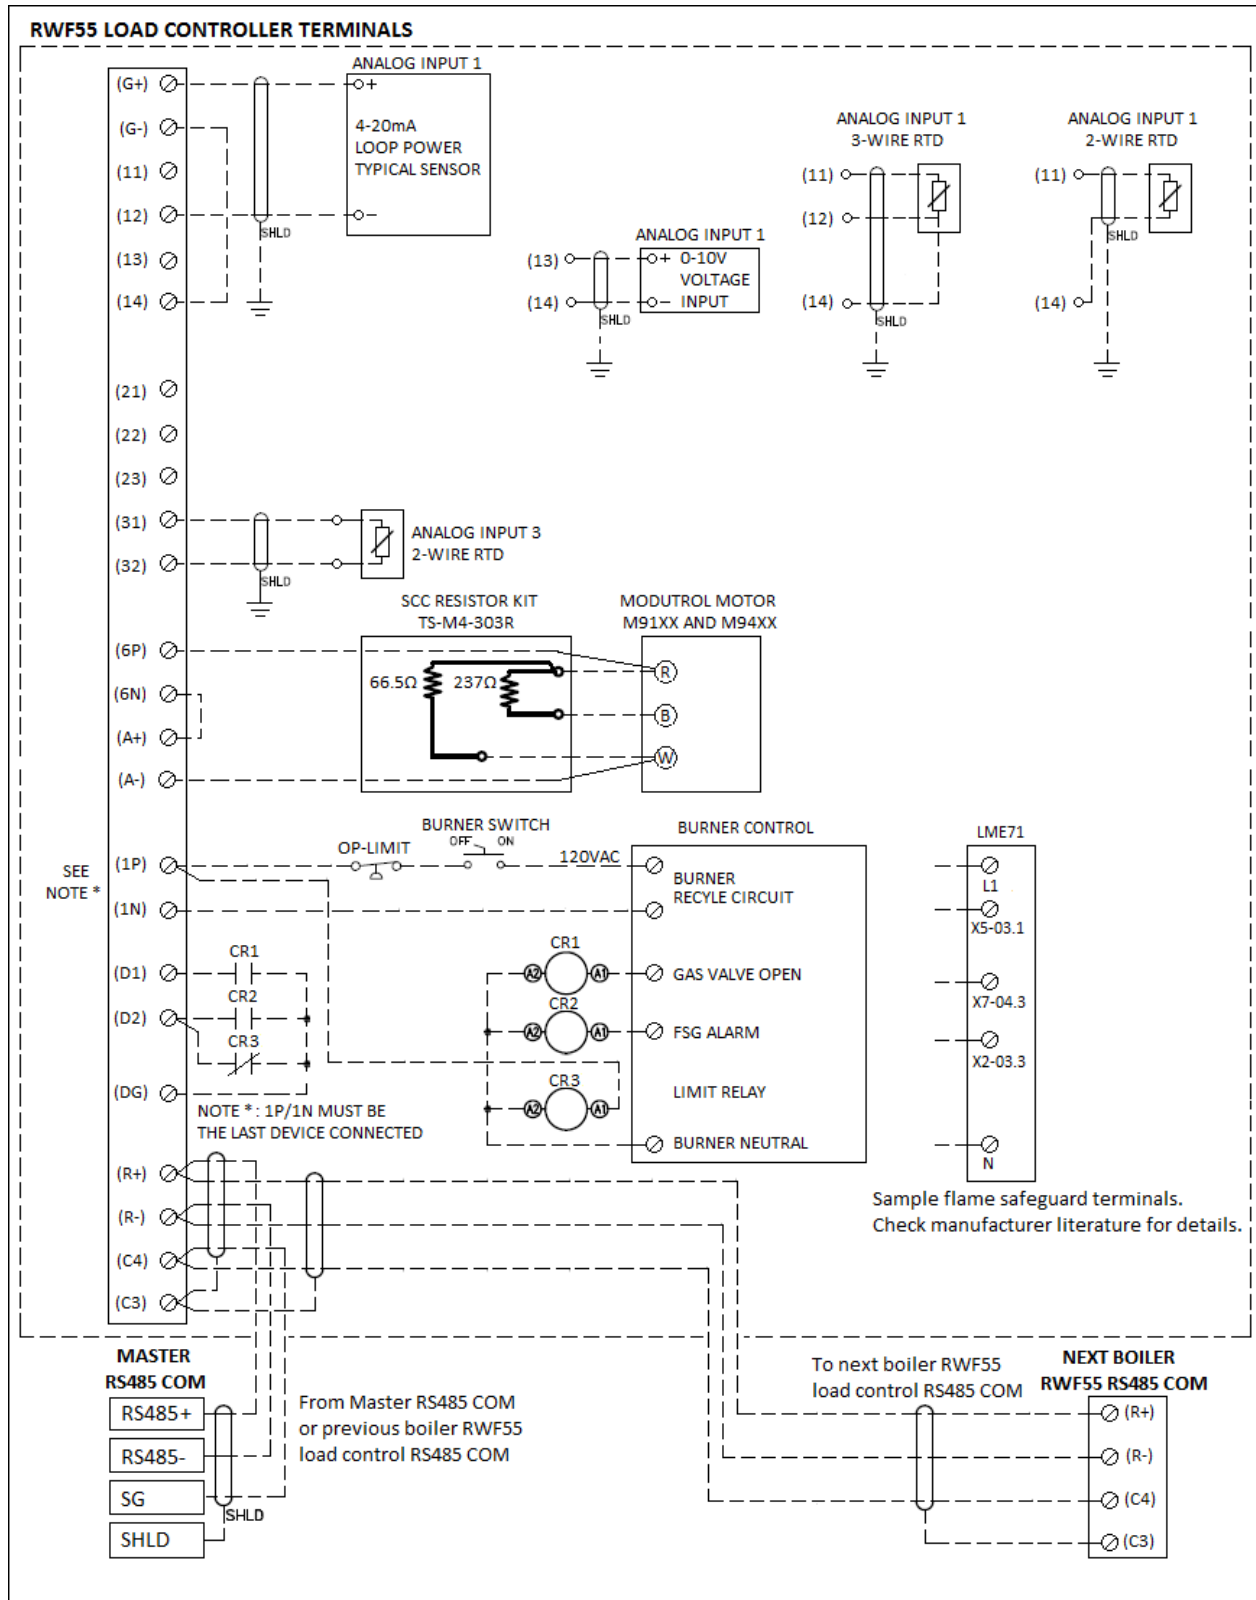 RWF55 LOAD CONTROLLER TERMINALS
ANALOG INPUT 1
(G+)
+
4-20mA
LOOP POWER
TYPICAL SENSOR
-
SHLD
(G-)
(11)
(12)
(13)
(14)
ANALOG INPUT 1
(13)
+ 0-10V
VOLTAGE
(14)
- INPUT
SHLD
ANALOG INPUT 1
3-WIRE RTD
(11)
(12)
(14)
SHLD
ANALOG INPUT 1
2-WIRE RTD
(11)
SHLD
(14)
(21)
(22)
(23)
(31)
(32)
SHLD
ANALOG INPUT 3
2-WIRE RTD
SCC RESISTOR KIT
TS-M4-303R
MODUTROL MOTOR
M91XX AND M94XX
(6P)
(6N)
(A+)
(A-)
66.5Ω
237Ω
R
B
W
SEE
NOTE *
(1P)
(1N)
OP-LIMIT
BURNER SWITCH
OFF
ON
120VAC
BURNER CONTROL
BURNER
RECYLE CIRCUIT
LME71
L1
X5-03.1
(D1)
CR1
(D2)
CR2
CR3
(DG)
CR1
A2
A1
GAS VALVE OPEN
X7-04.3
CR2
A2
A1
FSG ALARM
X2-03.3
CR3
A2
A1
LIMIT RELAY
BURNER NEUTRAL
N
NOTE * : 1P/1N MUST BE
THE LAST DEVICE CONNECTED
Sample flame safeguard terminals.
Check manufacturer literature for details.
(R+)
(R-)
(C4)
(C3)
MASTER
RS485 COM
RS485+
RS485-
SG
SHLD
SHLD
From Master RS485 COM
or previous boiler RWF55
load control RS485 COM
To next boiler RWF55
load control RS485 COM
NEXT BOILER
RWF55 RS485 COM
(R+)
(R-)
(C4)
(C3)